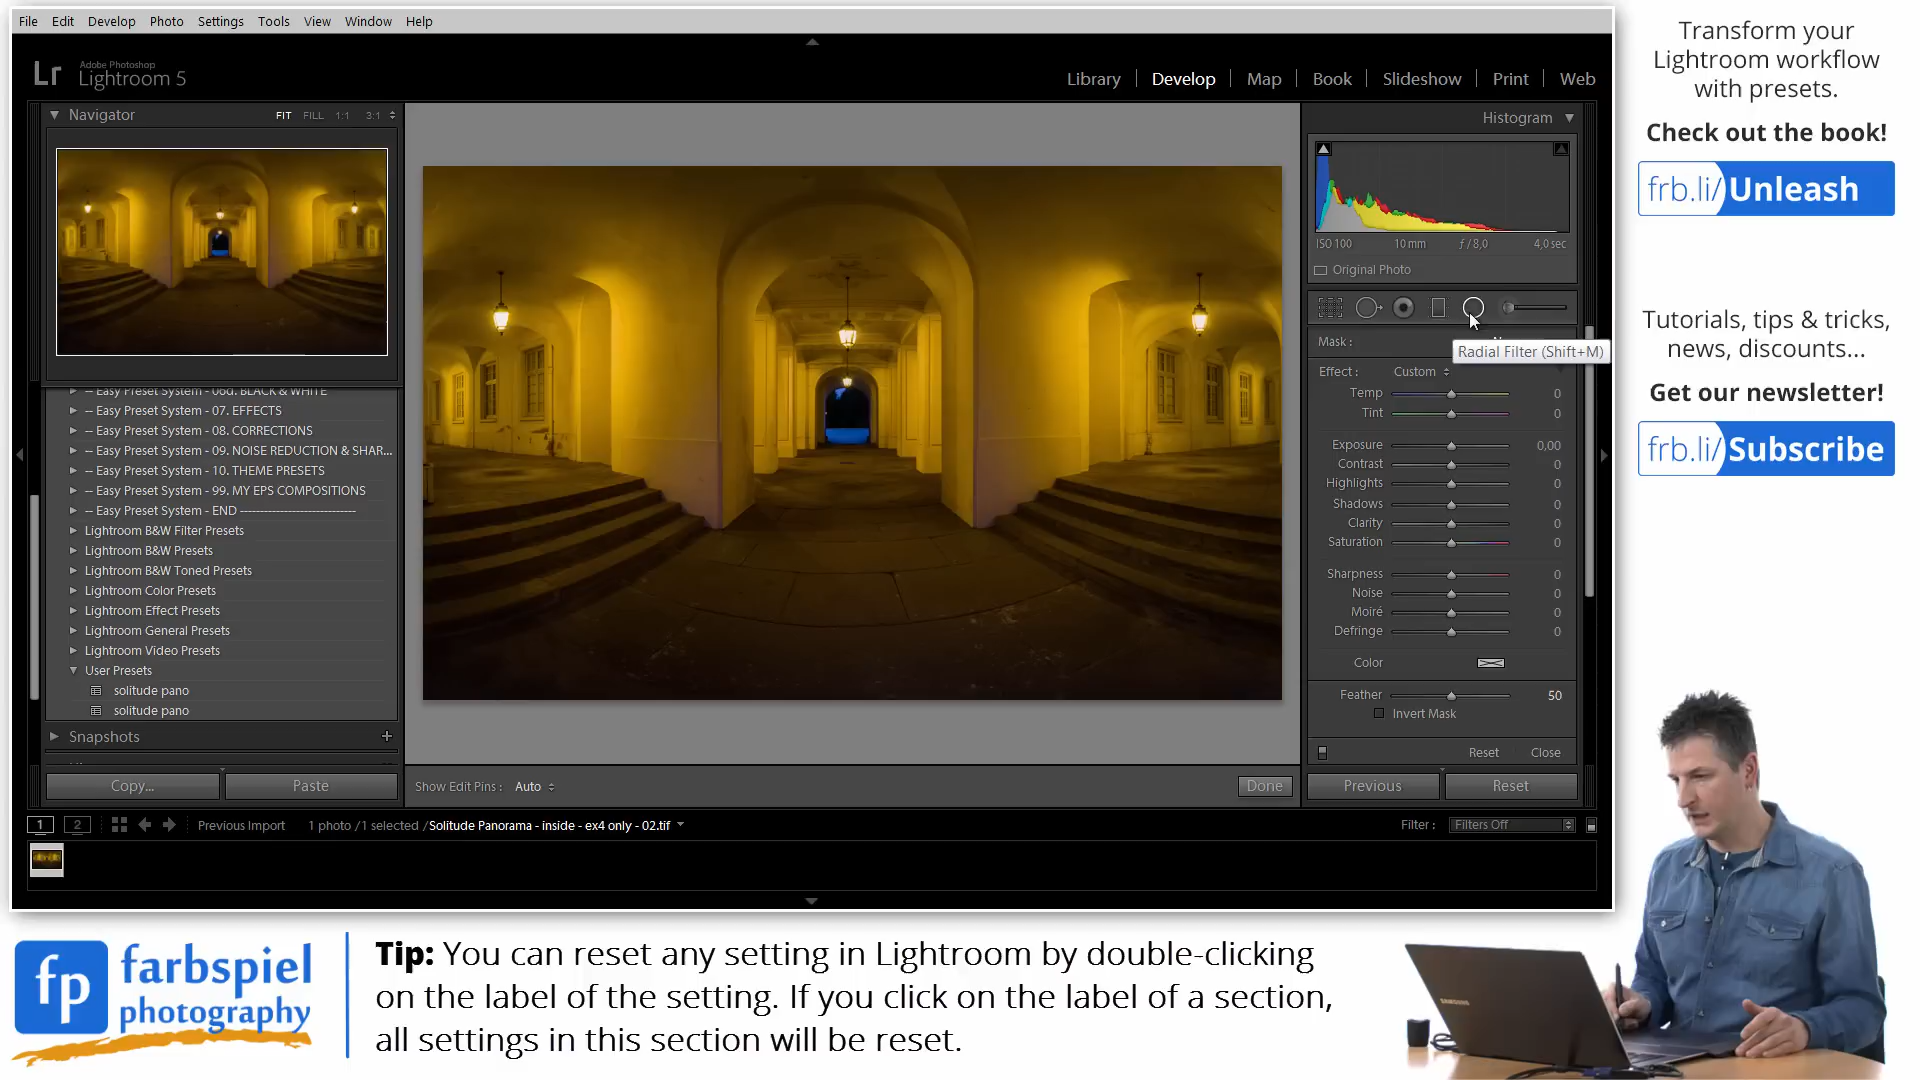 File Edit Develop Photo Settings Tools View Window Help
Lr Adobe Photoshop
Lightroom 5
Library Develop Map Book Slideshow Print Web
Navigator FIT FILL 1:1 3:1
-- Easy Preset System - 06d. BLACK & WHITE
-- Easy Preset System - 07. EFFECTS
-- Easy Preset System - 08. CORRECTIONS
-- Easy Preset System - 09. NOISE REDUCTION & SHAR...
-- Easy Preset System - 10. THEME PRESETS
-- Easy Preset System - 99. MY EPS COMPOSITIONS
-- Easy Preset System - END ------------------------------
Lightroom B&W Filter Presets
Lightroom B&W Presets
Lightroom B&W Toned Presets
Lightroom Color Presets
Lightroom Effect Presets
Lightroom General Presets
Lightroom Video Presets
User Presets
solitude pano
solitude pano
Snapshots +
Copy... Paste
Show Edit Pins : Auto
Done
Histogram
ISO 100 10 mm ƒ / 8,0 4,0 sec
Original Photo
Mask :
Radial Filter (Shift+M)
Effect : Custom
Temp 0
Tint 0
Exposure 0,00
Contrast 0
Highlights 0
Shadows 0
Clarity 0
Saturation 0
Sharpness 0
Noise 0
Moiré 0
Defringe 0
Color
Feather 50
Invert Mask
Reset Close
Previous Reset
1 2 Previous Import 1 photo / 1 selected / Solitude Panorama - inside - ex4 only - 02.tif
Filter : Filters Off
Transform your
Lightroom workflow
with presets.
Check out the book!
frb.li/Unleash
Tutorials, tips & tricks,
news, discounts...
Get our newsletter!
frb.li/Subscribe
fp farbspiel
photography
Tip: You can reset any setting in Lightroom by double-clicking
on the label of the setting. If you click on the label of a section,
all settings in this section will be reset.
SAMSUNG